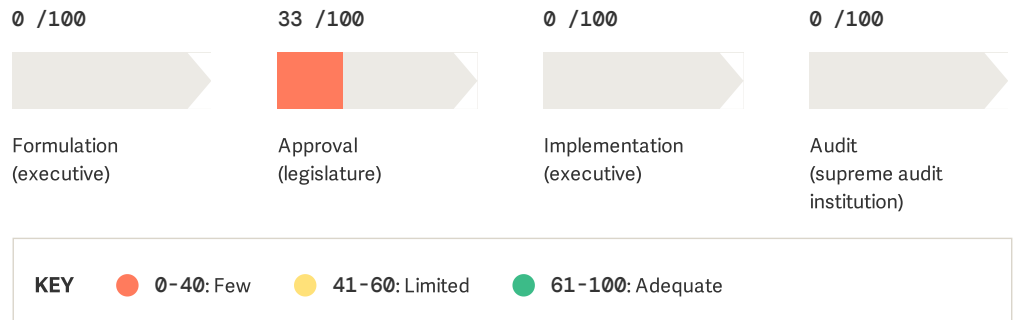 0 /100
33 /100
0 /100
0 /100
Formulation
(executive)
Approval
(legislature)
Implementation
(executive)
Audit
(supreme audit
institution)
KEY
0-40: Few
41-60: Limited
61-100: Adequate